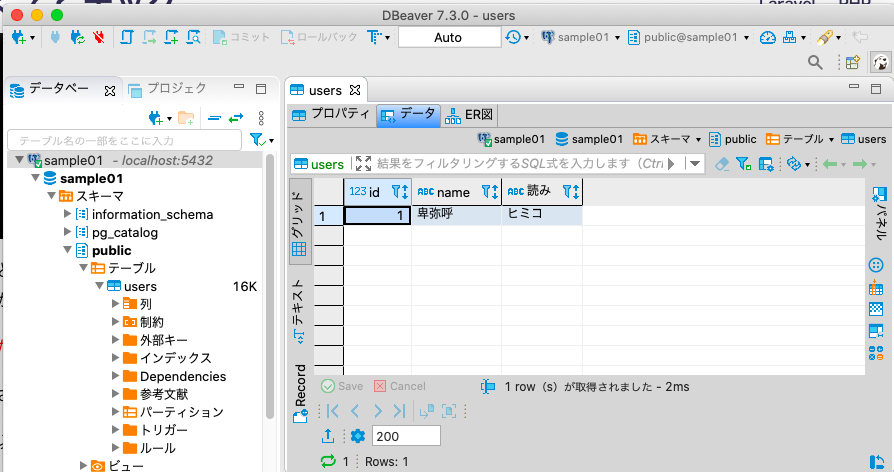 Laravel PHP
DBeaver 7.3.0 - users
コミット ロールバック Auto sample01 public@sample01
データベー プロジェク users
プロパティ データ ER図
テーブル名の一部をここに入力
sample01 sample01 スキーマ public テーブル users
sample01 - localhost:5432
users 結果をフィルタリングするSQL式を入力します (Ctrl
sample01
スキーマ
information_schema
pg_catalog
public
テーブル
users 16K
列
制約
外部キー
インデックス
Dependencies
参考文献
パーティション
トリガー
ルール
ビュー
グリッド
テキスト
Record
123 id ABC name ABC 読み
1 1 卑弥呼 ヒミコ
パネル
Save Cancel 1 row（s）が取得されました - 2ms
200
1 Rows: 1